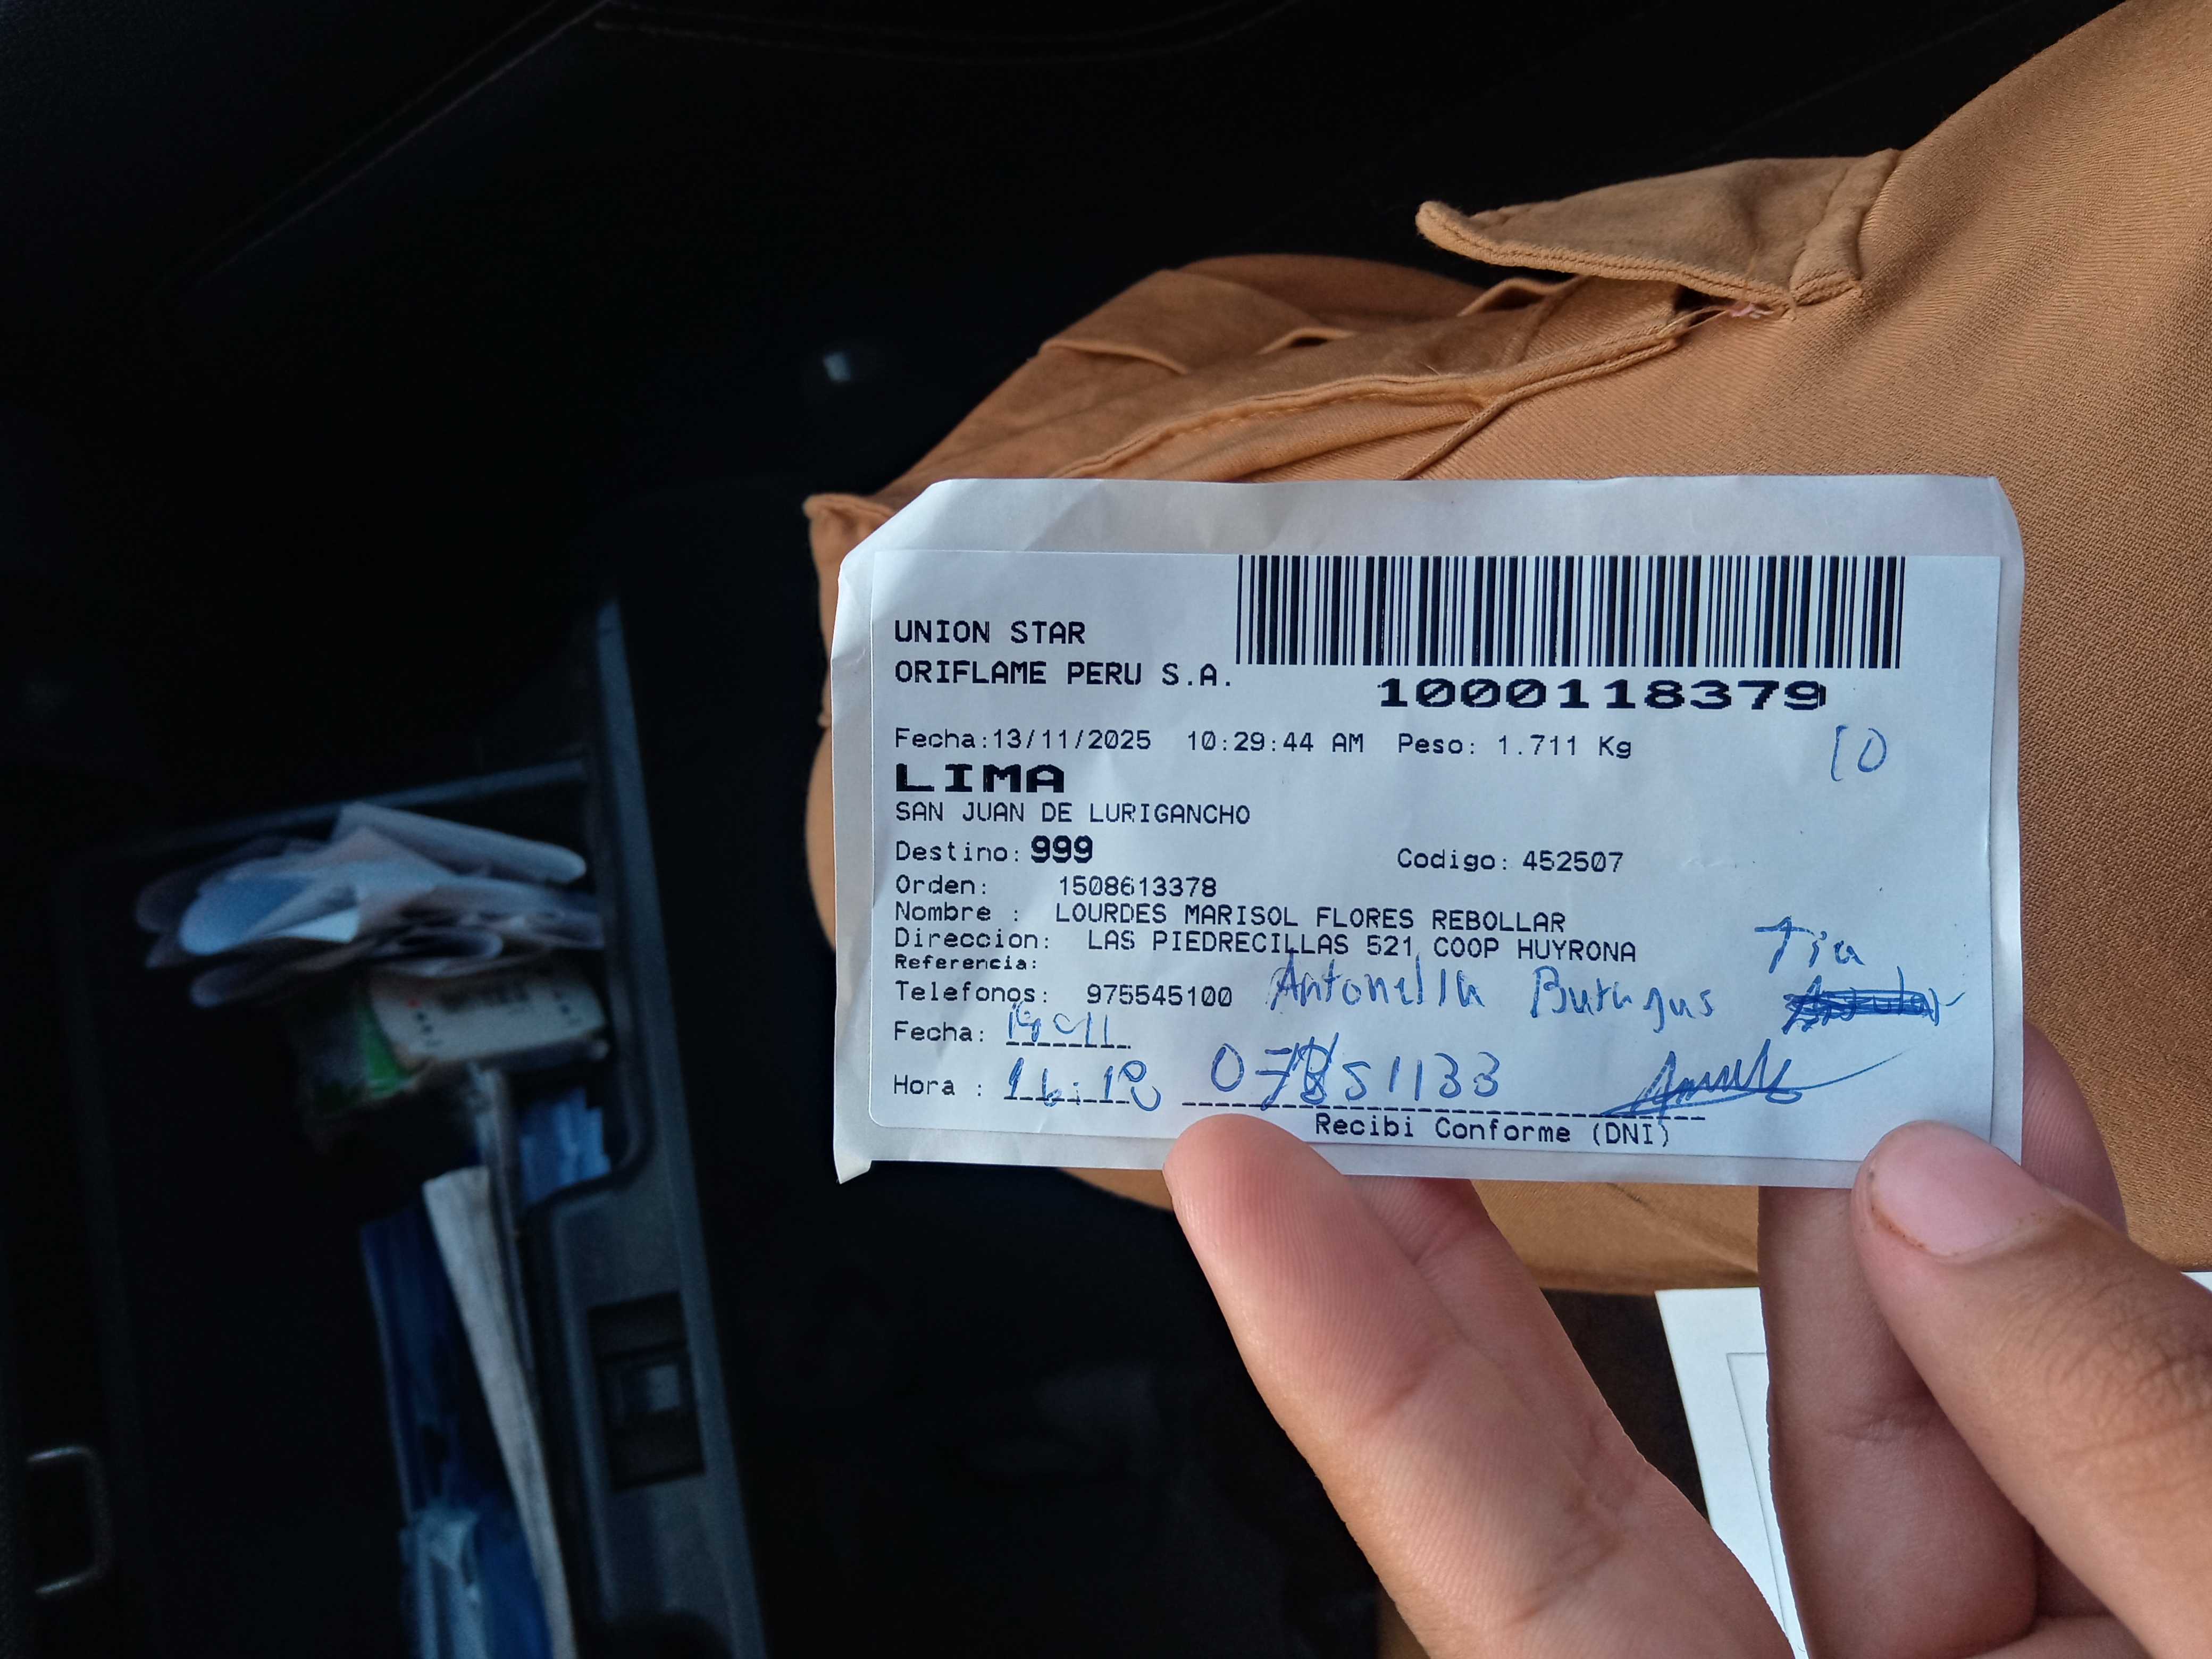 UNION STAR
ORIFLAME PERU S.A.
1000118379
Fecha:13/11/2025 10:29:44 AM Peso: 1.711 Kg
10
LIMA
SAN JUAN DE LURIGANCHO
Destino: 999 Codigo: 452507
Orden: 1508613378
Nombre : LOURDES MARISOL FLORES REBOLLAR
Direccion: LAS PIEDRECILLAS 521 COOP HUYRONA
Tia
Referencia:
Telefonos: 975545100 Antonella
Fecha:
Hora :
Recibi Conforme (DNI)